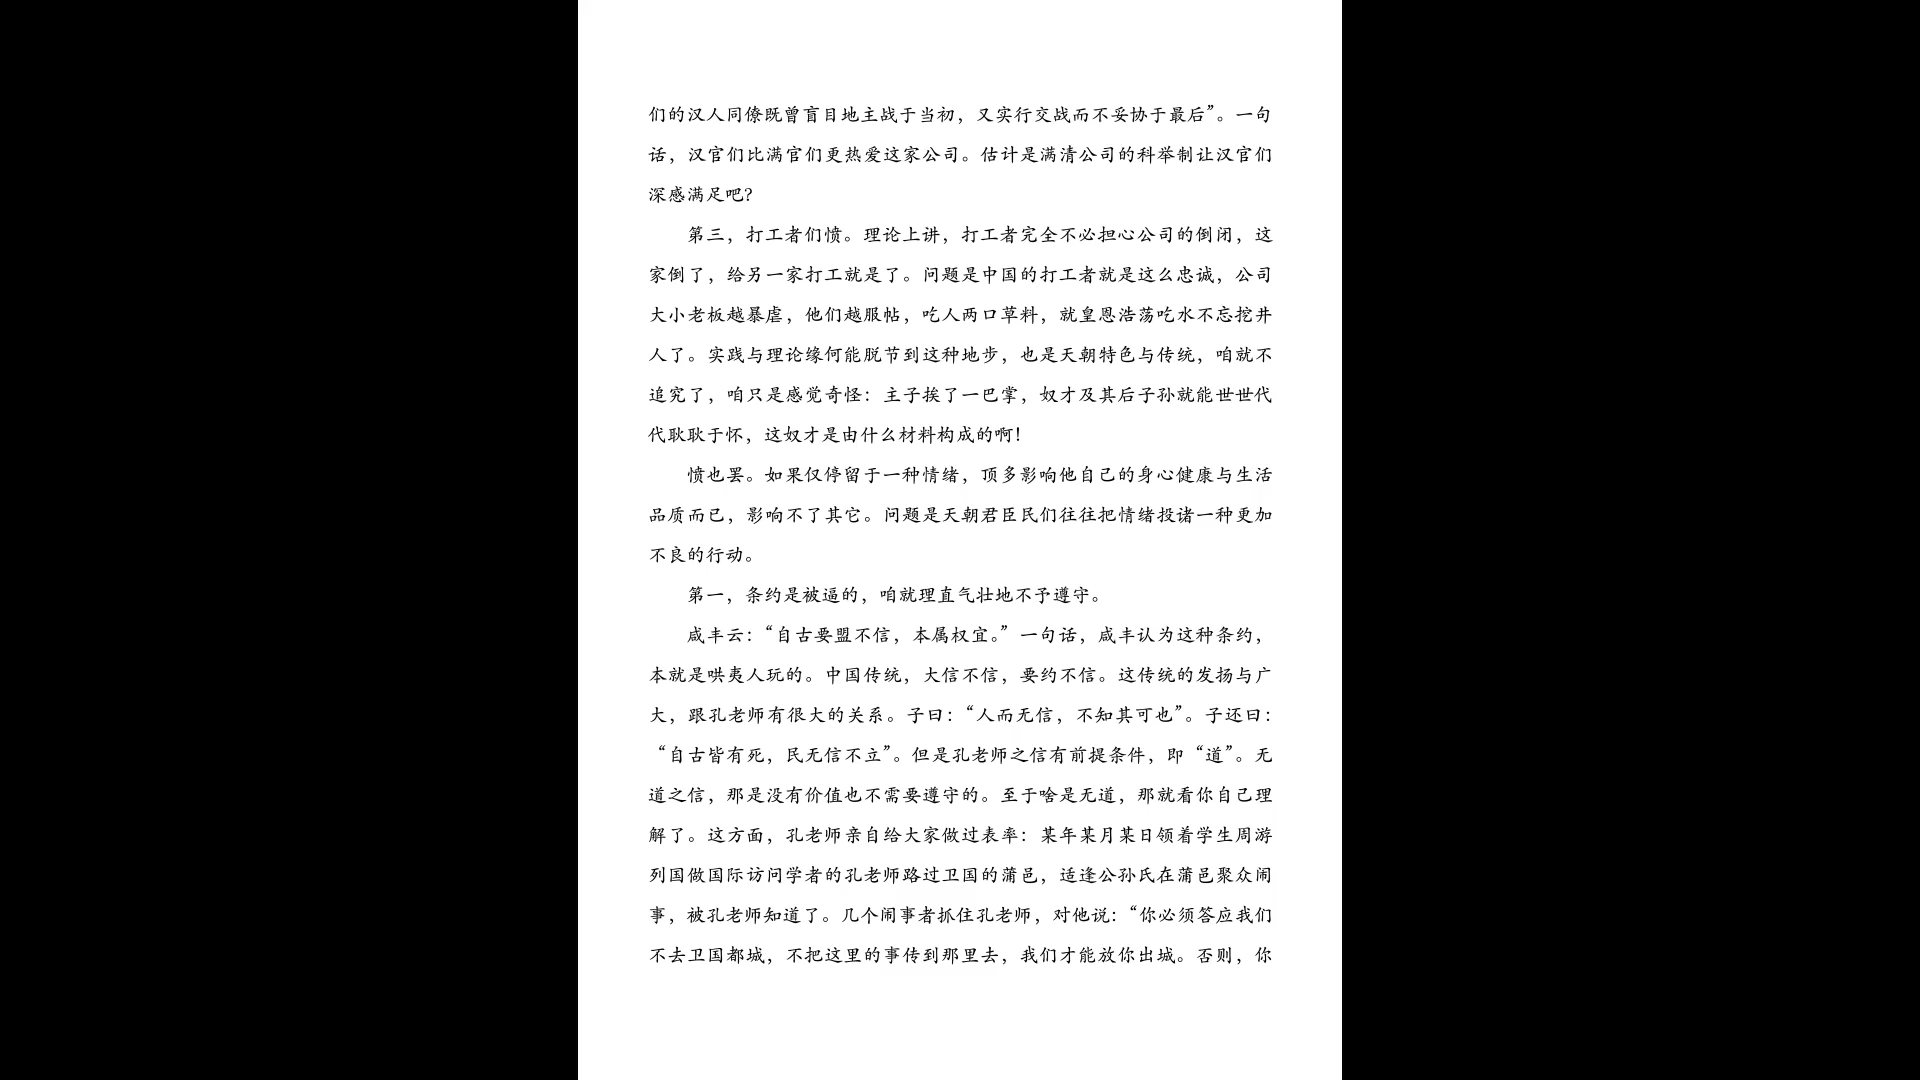 们的汉人同僚既曾盲目地主战于当初，又实行交战而不妥协于最后”。一句
话，汉官们比满官们更热爱这家公司。估计是满清公司的科举制让汉官们
深感满足吧？
第三，打工者们愤。理论上讲，打工者完全不必担心公司的倒闭，这
家倒了，给另一家打工就是了。问题是中国的打工者就是这么忠诚，公司
大小老板越暴虐，他们越服帖，吃人两口草料，就皇恩浩荡吃水不忘挖井
人了。实践与理论缘何能脱节到这种地步，也是天朝特色与传统，咱就不
追究了，咱只是感觉奇怪：主子挨了一巴掌，奴才及其后子孙就能世世代
代耿耿于怀，这奴才是由什么材料构成的啊！
愤也罢。如果仅停留于一种情绪，顶多影响他自己的身心健康与生活
品质而已，影响不了其它。问题是天朝君臣民们往往把情绪投诸一种更加
不良的行动。
第一，条约是被逼的，咱就理直气壮地不予遵守。
咸丰云：“自古要盟不信，本属权宜。”一句话，咸丰认为这种条约，
本就是哄夷人玩的。中国传统，大信不信，要约不信。这传统的发扬与广
大，跟孔老师有很大的关系。子曰：“人而无信，不知其可也”。子还曰：
“自古皆有死，民无信不立”。但是孔老师之信有前提条件，即“道”。无
道之信，那是没有价值也不需要遵守的。至于啥是无道，那就看你自己理
解了。这方面，孔老师亲自给大家做过表率：某年某月某日领着学生周游
列国做国际访问学者的孔老师路过卫国的蒲邑，适逢公孙氏在蒲邑聚众闹
事，被孔老师知道了。几个闹事者抓住孔老师，对他说：“你必须答应我们
不去卫国都城，不把这里的事传到那里去，我们才能放你出城。否则，你